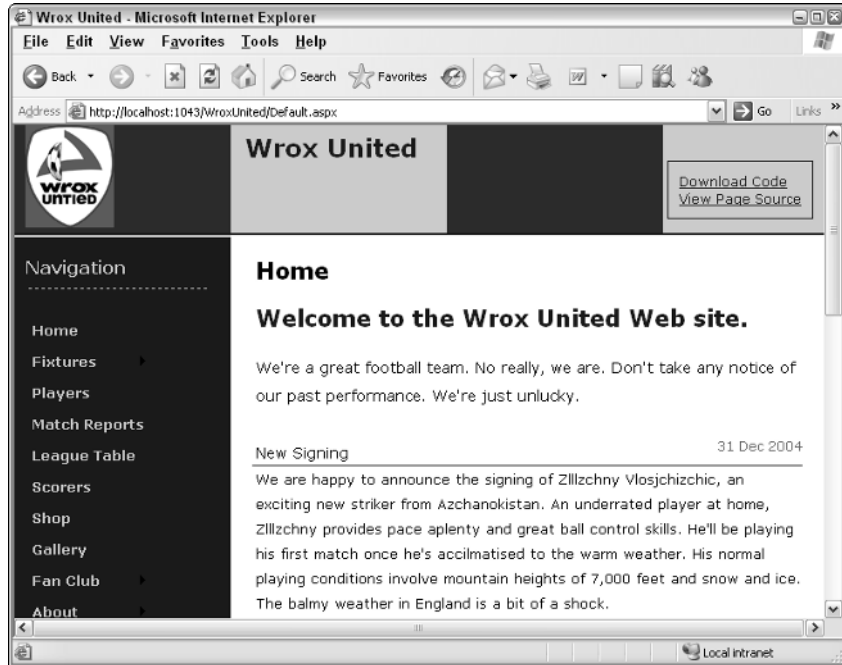 Wrox United - Microsoft Internet Explorer
File Edit View Favorites Tools Help
Back Search Favorites
Address http://localhost:1043/WroxUnited/Default.aspx Go Links »
wrox
UNTIED
Wrox United
Download Code
View Page Source
Navigation
Home
Fixtures
Players
Match Reports
League Table
Scorers
Shop
Gallery
Fan Club
About
Home
Welcome to the Wrox United Web site.
We're a great football team. No really, we are. Don't take any notice of
our past performance. We're just unlucky.
New Signing 31 Dec 2004
We are happy to announce the signing of Zlllzchny Vlosjchizchic, an
exciting new striker from Azchanokistan. An underrated player at home,
Zlllzchny provides pace aplenty and great ball control skills. He'll be playing
his first match once he's accilmatised to the warm weather. His normal
playing conditions involve mountain heights of 7,000 feet and snow and ice.
The balmy weather in England is a bit of a shock.
Local intranet